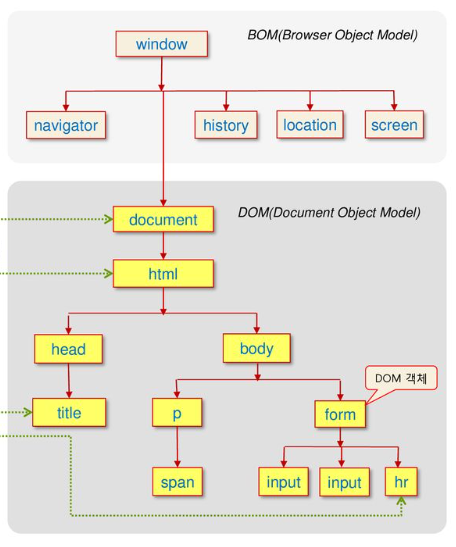 window
BOM(Browser Object Model)
navigator
history
location
screen
document
DOM(Document Object Model)
html
head
body
DOM 객체
title
p
form
span
input
input
hr